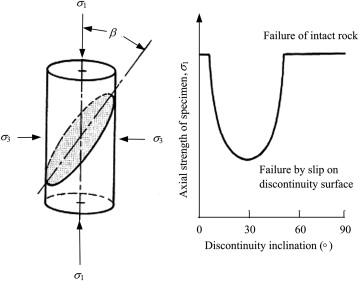 σ1
β
σ3
σ3
σ1
Axial strength of specimen, σ1
Failure of intact rock
Failure by slip on
discontinuity surface
0 30 60 90
Discontinuity inclination (○)